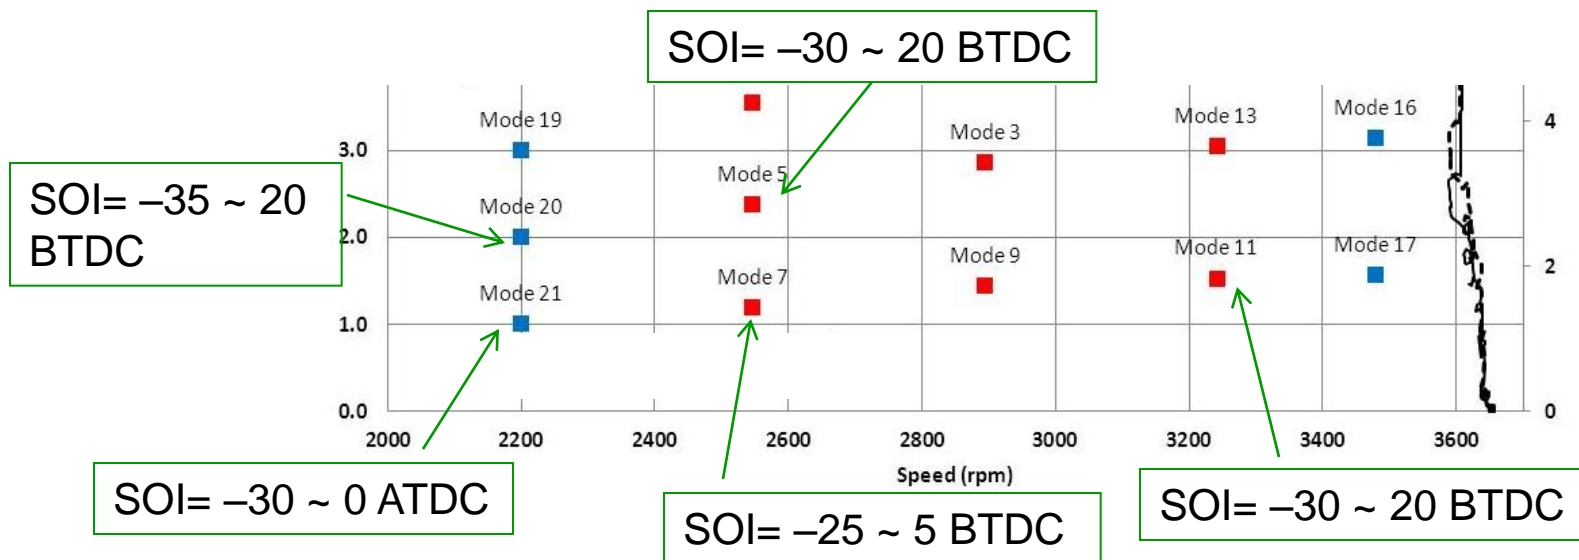 SOI= –30 ~ 20 BTDC
Mode 19
Mode 3
Mode 13
Mode 16
4
3.0
Mode 5
SOI= –35 ~ 20
BTDC
Mode 20
2.0
Mode 7
Mode 9
Mode 11
Mode 17
2
Mode 21
1.0
0.0
0
2000
2200
2400
2600
2800
3000
3200
3400
3600
Speed (rpm)
SOI= –30 ~ 0 ATDC
SOI= –25 ~ 5 BTDC
SOI= –30 ~ 20 BTDC